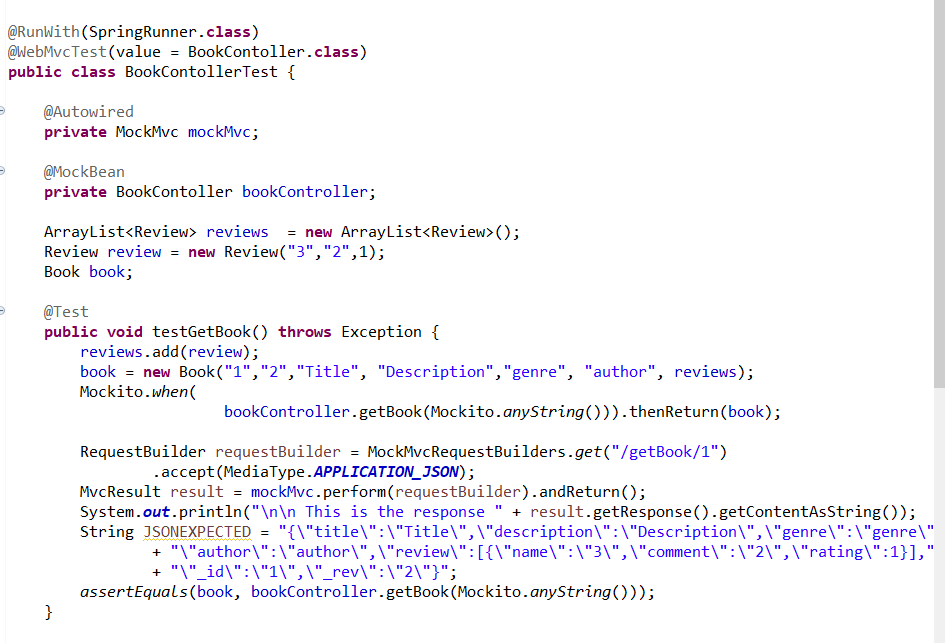 @RunWith(SpringRunner.class)
@WebMvcTest(value = BookContoller.class)
public class BookContollerTest {
@Autowired
private MockMvc mockMvc;
@MockBean
private BookContoller bookController;
ArrayList<Review> reviews  = new ArrayList<Review>();
Review review = new Review("3","2",1);
Book book;
@Test
public void testGetBook() throws Exception {
reviews.add(review);
book = new Book("1","2","Title", "Description","genre", "author", reviews);
Mockito.when(
bookController.getBook(Mockito.anyString())).thenReturn(book);
RequestBuilder requestBuilder = MockMvcRequestBuilders.get("/getBook/1")
.accept(MediaType.APPLICATION_JSON);
MvcResult result = mockMvc.perform(requestBuilder).andReturn();
System.out.println("\n\n This is the response " + result.getResponse().getContentAsString());
String JSONEXPECTED = "{\"title\":\"Title\",\"description\":\"Description\",\"genre\":\"genre\"
+ "\"author\":\"author\",\"review\":[{\"name\":\"3\",\"comment\":\"2\",\"rating\":1}],"
+ "\"_id\":\"1\",\"_rev\":\"2\"}";
assertEquals(book, bookController.getBook(Mockito.anyString()));
}